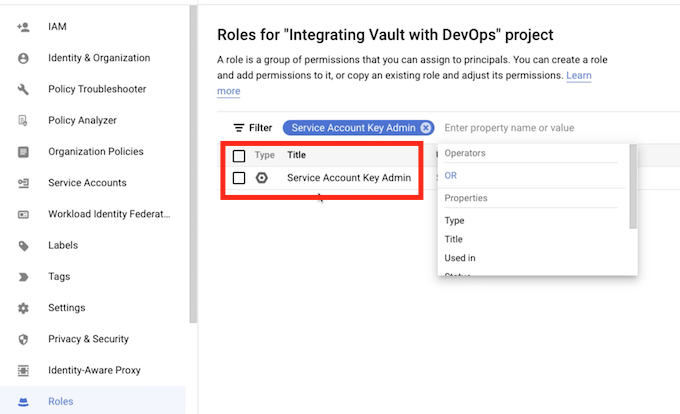 IAM
Identity & Organization
Policy Troubleshooter
Policy Analyzer
Organization Policies
Service Accounts
Workload Identity Federat...
Labels
Tags
Settings
Privacy & Security
Identity-Aware Proxy
Roles
Roles for "Integrating Vault with DevOps" project
A role is a group of permissions that you can assign to principals. You can create a role
and add permissions to it, or copy an existing role and adjust its permissions. Learn
more
Filter Service Account Key Admin Enter property name or value
Type Title
Service Account Key Admin
Operators
OR
Properties
Type
Title
Used in
Status